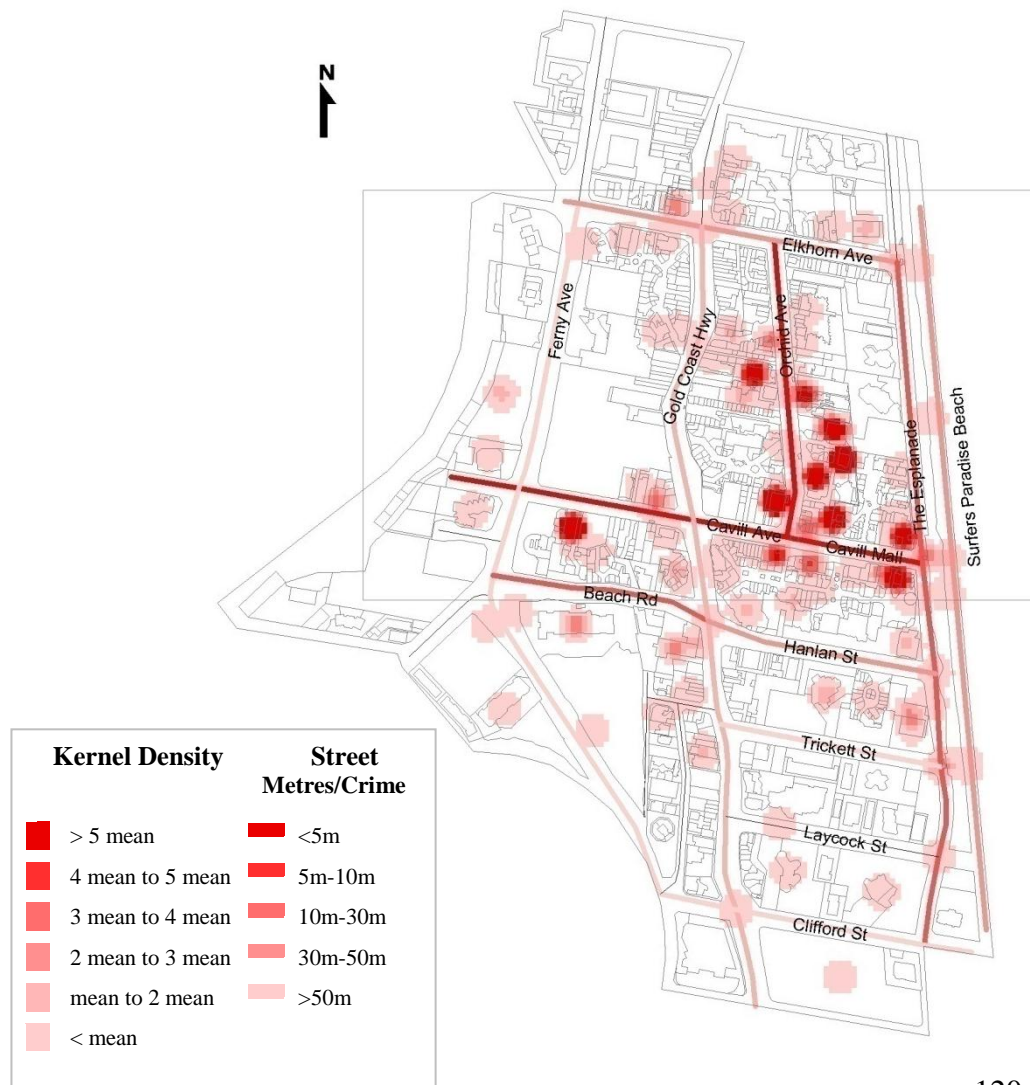 N
Elkhorn Ave
Ferny Ave
Orchid Ave
Gold Coast Hwy
The Esplanade
Surfers Paradise Beach
Cavill Ave
Cavill Mall
Beach Rd
Hanlan St
Trickett St
Laycock St
Clifford St
Kernel Density
> 5 mean
4 mean to 5 mean
3 mean to 4 mean
2 mean to 3 mean
mean to 2 mean
< mean
Street
Metres/Crime
<5m
5m-10m
10m-30m
30m-50m
>50m